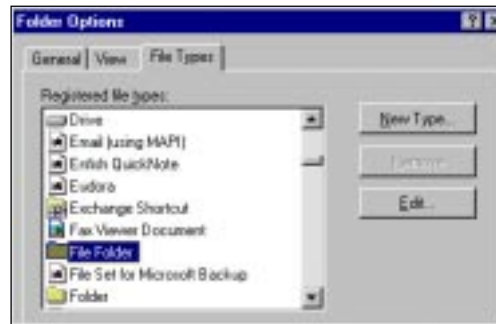 Folder Options
General View File Types
Registered file types:
Drive
New Type...
Email (using MAPI)
Enfish QuickNote
Remove
Eudora
Edit...
Exchange Shortcut
Fax Viewer Document
File Folder
File Set for Microsoft Backup
Folder